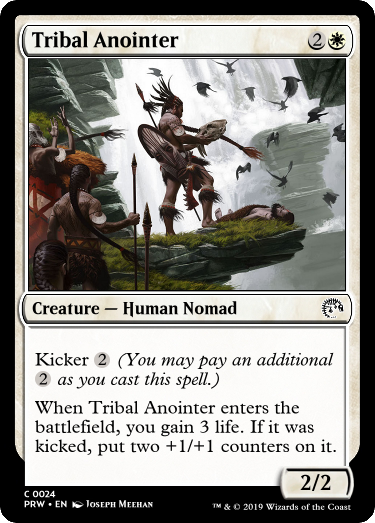 Tribal Anointer 2
Creature — Human Nomad
Kicker 2 (You may pay an additional
2 as you cast this spell.)
When Tribal Anointer enters the
battlefield, you gain 3 life. If it was
kicked, put two +1/+1 counters on it.
2/2
C 0024
PRW • EN Joseph Meehan
™ & © 2019 Wizards of the Coast